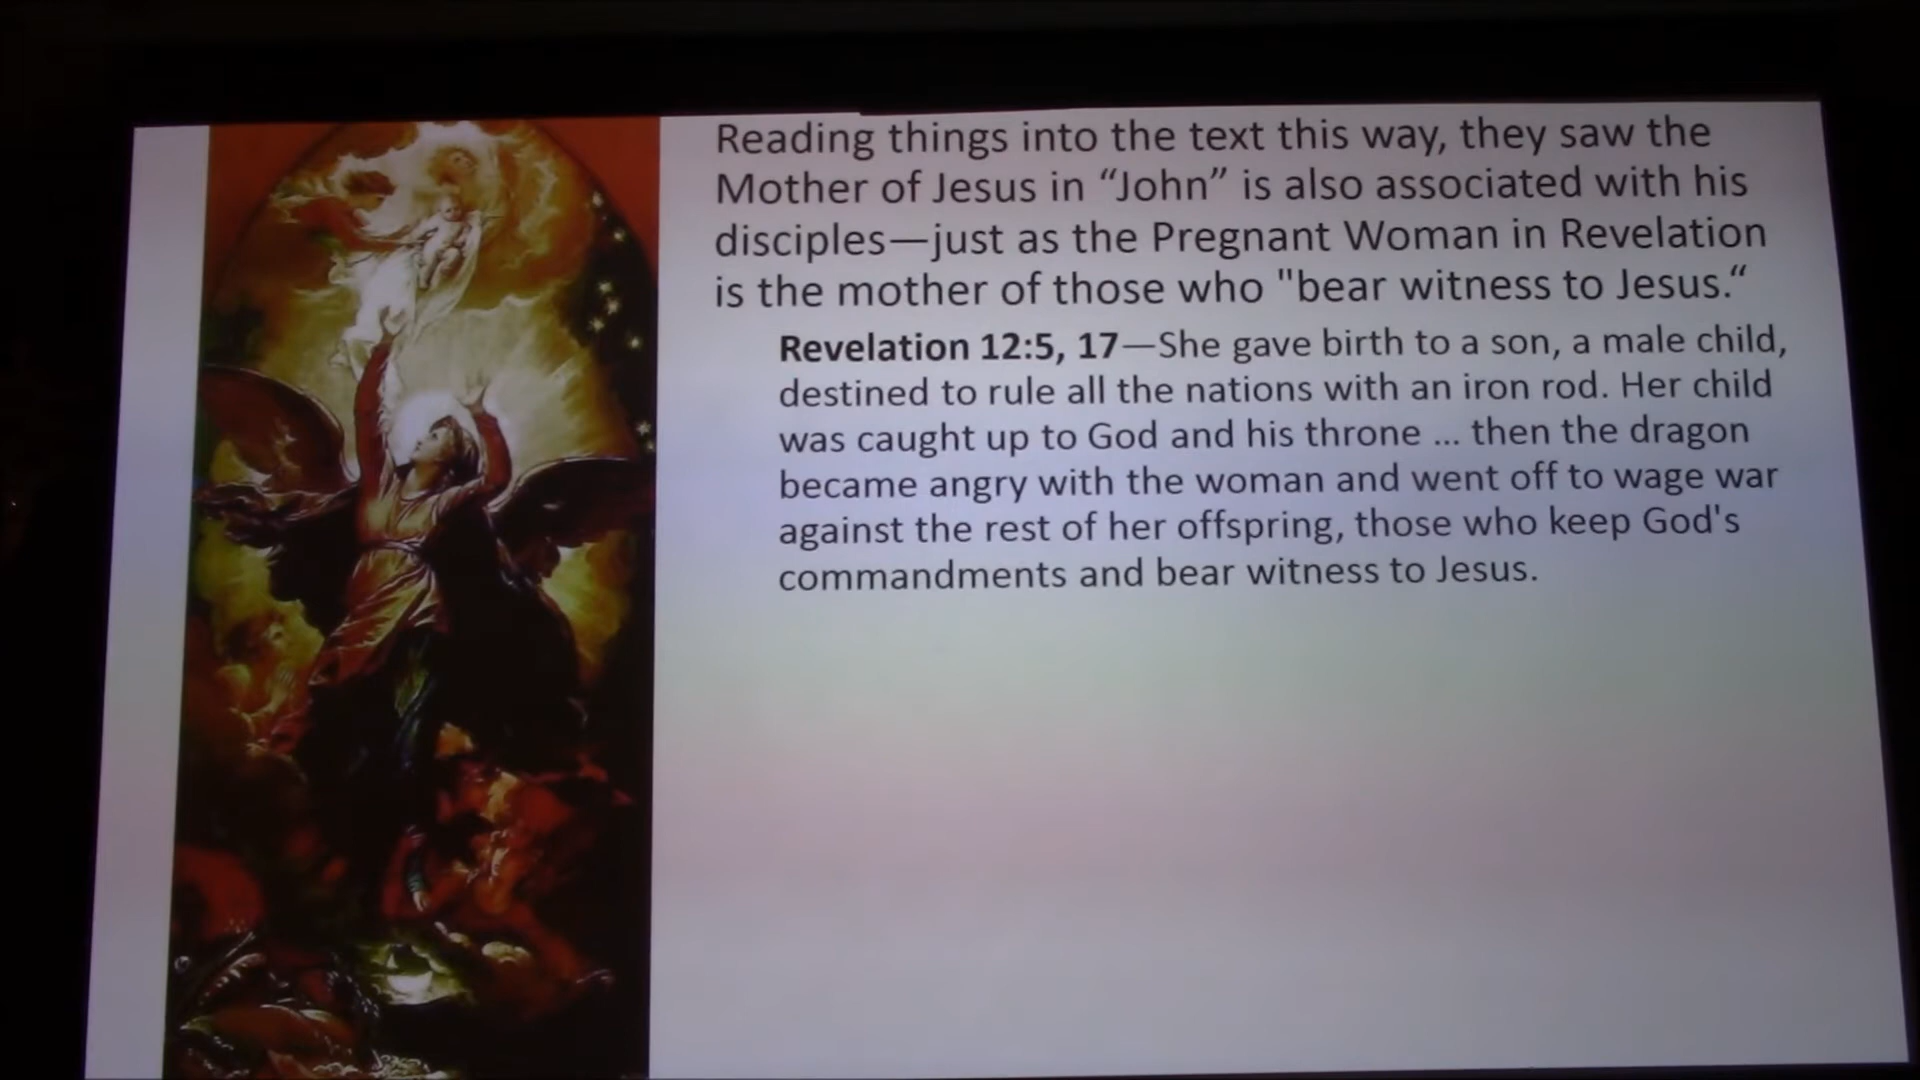 Reading things into the text this way, they saw the
Mother of Jesus in “John” is also associated with his
disciples—just as the Pregnant Woman in Revelation
is the mother of those who "bear witness to Jesus.“
Revelation 12:5, 17—She gave birth to a son, a male child,
destined to rule all the nations with an iron rod. Her child
was caught up to God and his throne ... then the dragon
became angry with the woman and went off to wage war
against the rest of her offspring, those who keep God's
commandments and bear witness to Jesus.